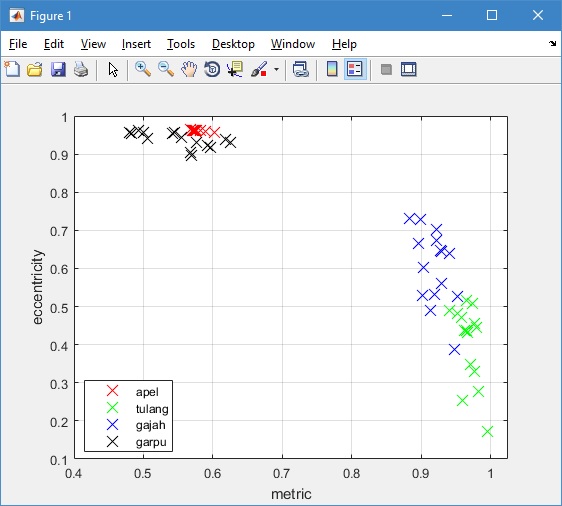 Figure 1
File Edit View Insert Tools Desktop Window Help
1
0.9
0.8
0.7
0.6
0.5
0.4
0.3
0.2
0.1
eccentricity
apel
tulang
gajah
garpu
0.4 0.5 0.6 0.7 0.8 0.9 1
metric